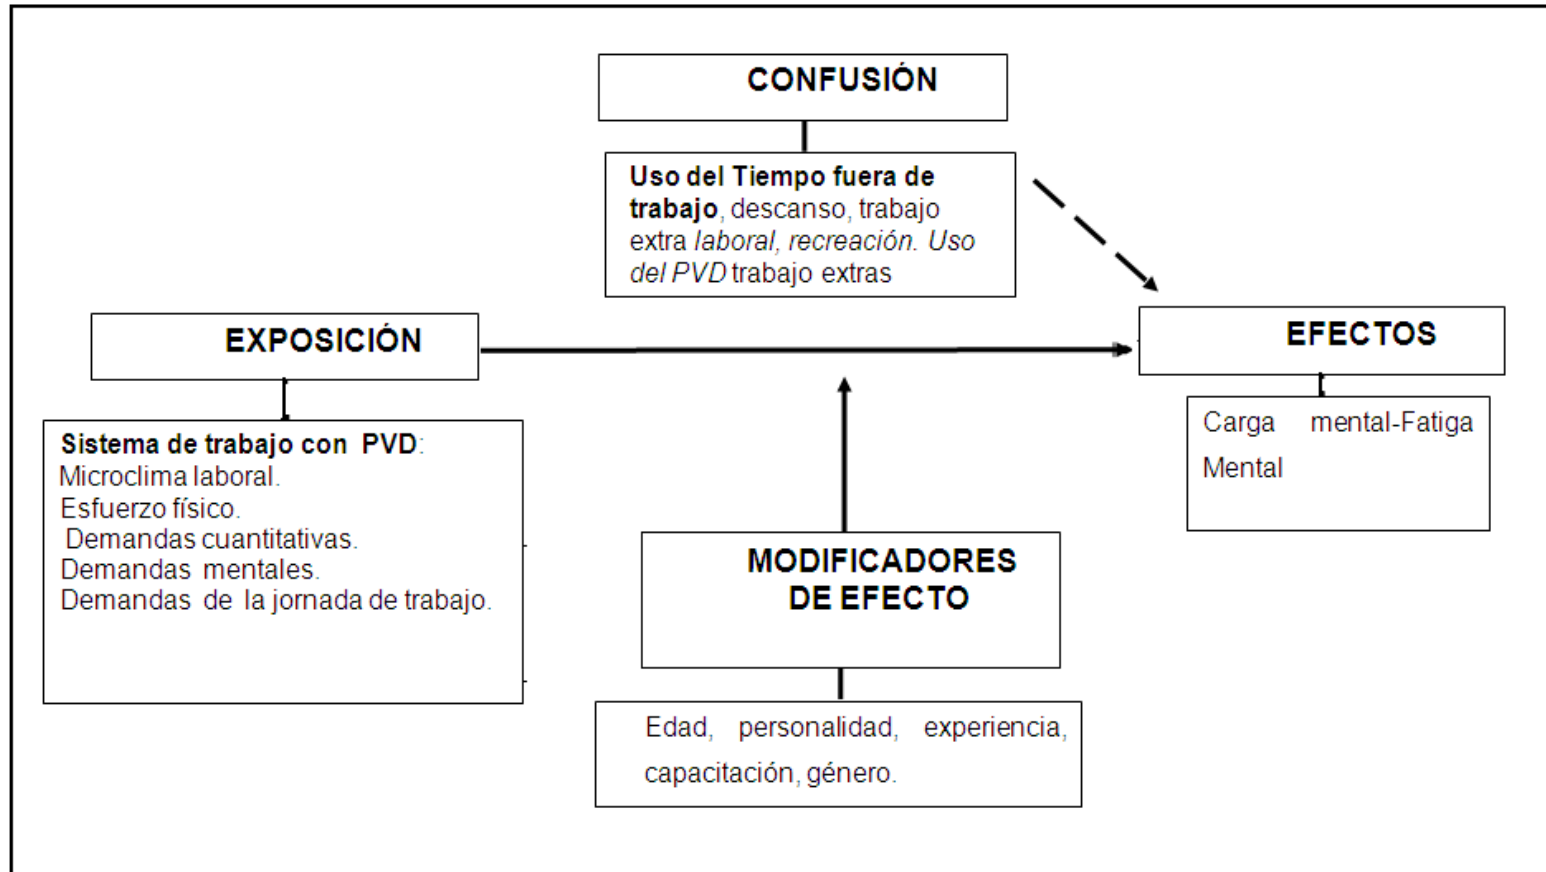 CONFUSIÓN
Uso del Tiempo fuera de
trabajo, descanso, trabajo
extra laboral, recreación. Uso
del PVD trabajo extras
EXPOSICIÓN
EFECTOS
Sistema de trabajo con PVD:
Microclima laboral.
Esfuerzo físico.
Demandas cuantitativas.
Demandas mentales.
Demandas de la jornada de trabajo.
Carga mental-Fatiga
Mental
MODIFICADORES
DE EFECTO
Edad, personalidad, experiencia,
capacitación, género.